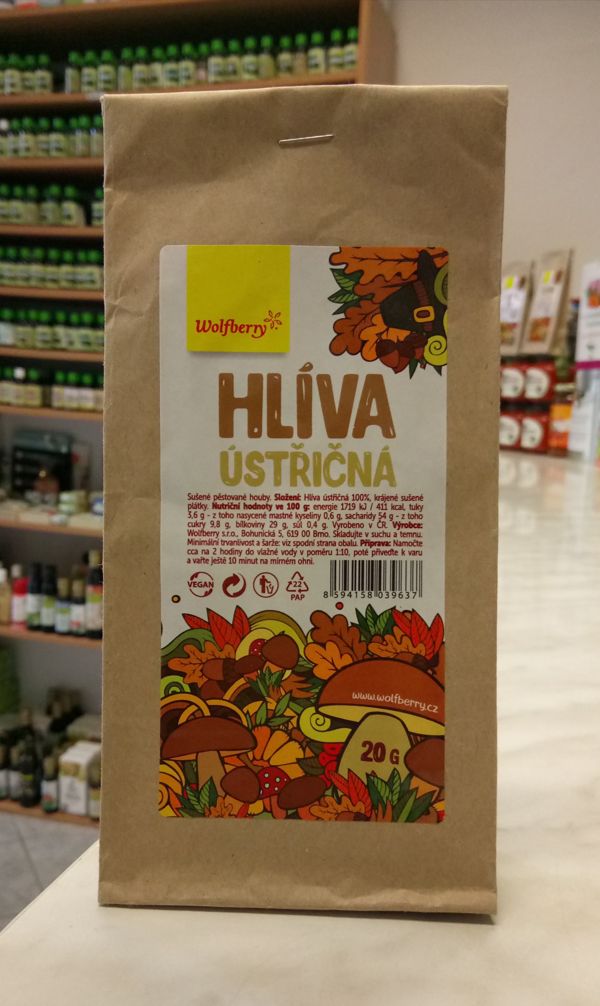 Wolfberry
HLÍVA
ÚSTŘIČNÁ
Sušené pěstované houby. Složení: Hlíva ústřičná 100%, krájené sušené
plátky. Nutriční hodnoty ve 100 g: energie 1719 kJ / 411 kcal, tuky
3,6 g - z toho nasycené mastné kyseliny 0,6 g, sacharidy 54 g - z toho
cukry 9,8 g, bílkoviny 29 g, sůl 0,4 g. Vyrobeno v ČR. Výrobce:
Wolfberry s.r.o., Bohunická 5, 619 00 Brno. Skladujte v suchu a temnu.
Minimální trvanlivost a šarže: viz spodní strana obalu. Příprava: Namočte
cca na 2 hodiny do vlažné vody v poměru 1:10, poté přiveďte k varu
a vařte ještě 10 minut na mírném ohni.
VEGAN
22
PAP
8 594158 039637
www.wolfberry.cz
20 G